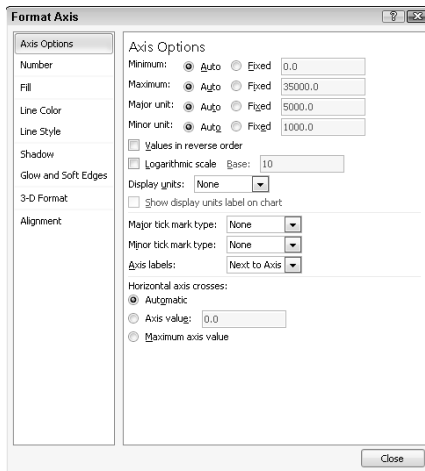 Format Axis
Axis Options
Number
Fill
Line Color
Line Style
Shadow
Glow and Soft Edges
3-D Format
Alignment
Axis Options
Minimum: Auto Fixed 0.0
Maximum: Auto Fixed 35000.0
Major unit: Auto Fixed 5000.0
Minor unit: Auto Fixed 1000.0
Values in reverse order
Logarithmic scale Base: 10
Display units: None
Show display units label on chart
Major tick mark type: None
Minor tick mark type: None
Axis labels: Next to Axis
Horizontal axis crosses:
Automatic
Axis value: 0.0
Maximum axis value
Close